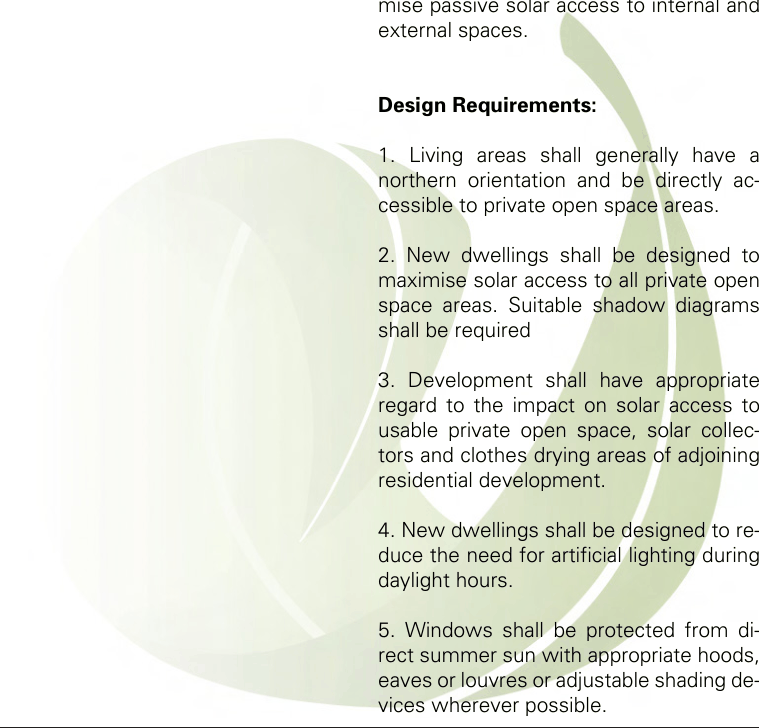 mise passive solar access to internal and
external spaces.
Design Requirements:
1. Living areas shall generally have a
northern orientation and be directly ac-
cessible to private open space areas.
2. New dwellings shall be designed to
maximise solar access to all private open
space areas. Suitable shadow diagrams
shall be required
3. Development shall have appropriate
regard to the impact on solar access to
usable private open space, solar collec-
tors and clothes drying areas of adjoining
residential development.
4. New dwellings shall be designed to re-
duce the need for artificial lighting during
daylight hours.
5. Windows shall be protected from di-
rect summer sun with appropriate hoods,
eaves or louvres or adjustable shading de-
vices wherever possible.